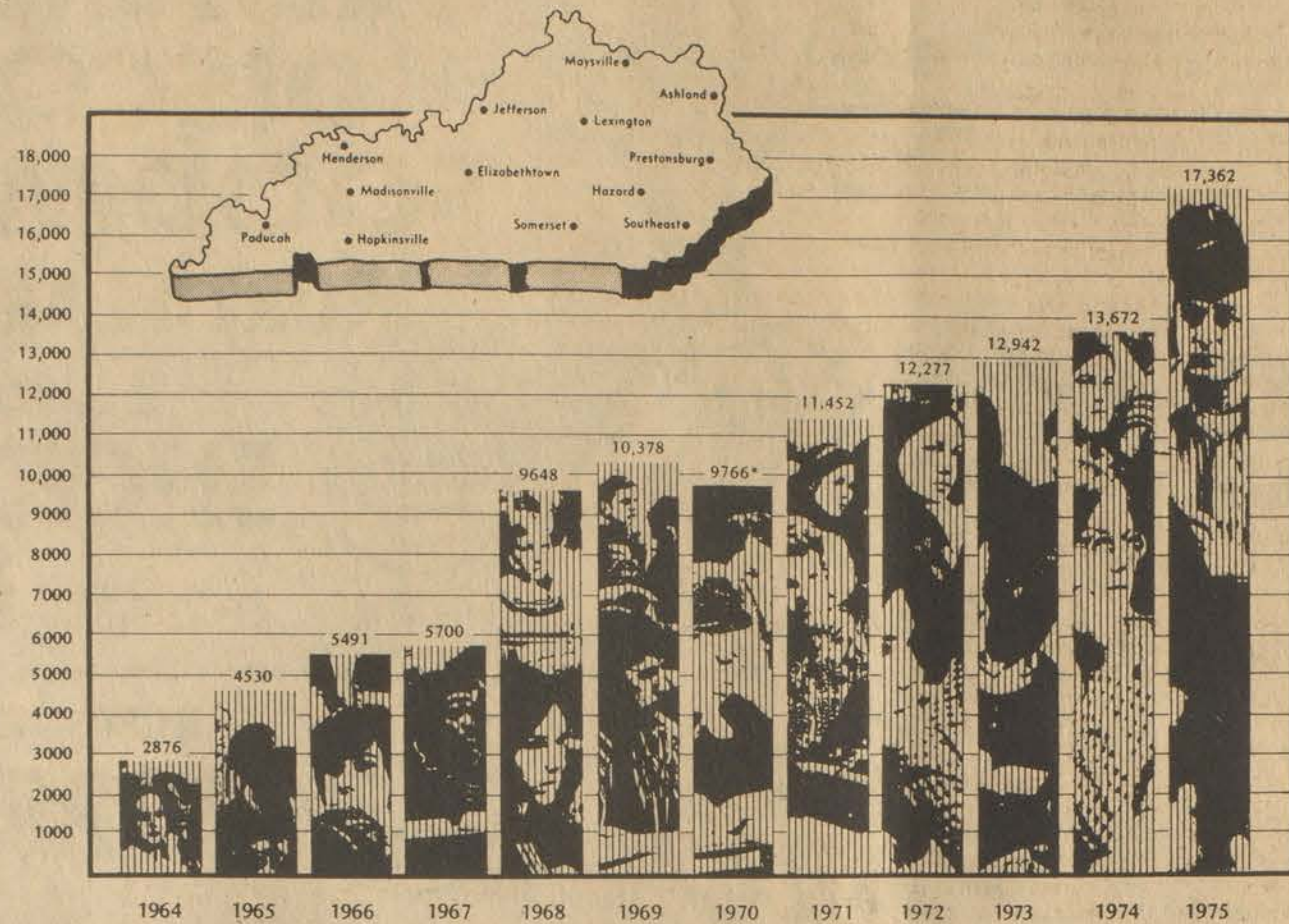 Maysville
Ashland
Jefferson
Lexington
Henderson
Prestonsburg
Elizabethtown
Madisonville
Hazard
Somerset
Southeast
Paducah
Hopkinsville
18,000
17,000
16,000
15,000
14,000
13,000
12,000
11,000
10,000
9000
8000
7000
6000
5000
4000
3000
2000
1000
2876
4530
5491
5700
9648
10,378
9766*
11.452
12,277
12,942
13,672
17,362
1964 1965 1966 1967 1968 1969 1970 1971 1972 1973 1974 1975